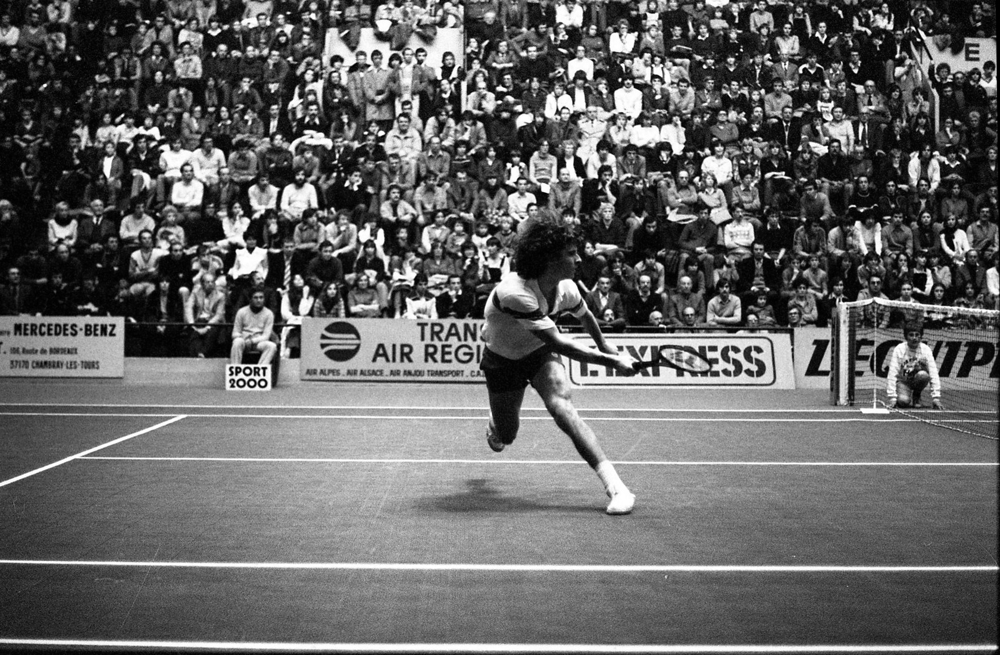 E
MERCEDES-BENZ
106, Route de BORDEAUX
37170 CHAMBRAY-LES-TOURS
SPORT
2000
TRANS
AIR REGI
AIR ALPES . AIR ALSACE . AIR ANJOU TRANSPORT . C.A.
L'EXPRESS
L'EQUIP